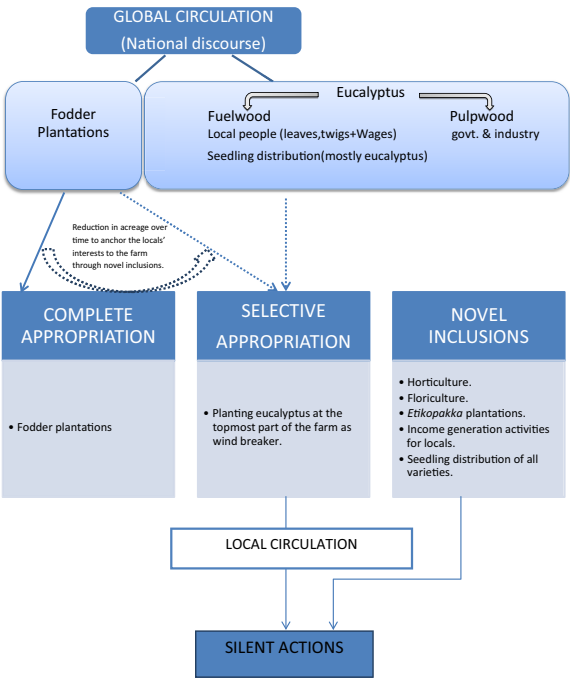 GLOBAL CIRCULATION
(National discourse)
Fodder
Plantations
Eucalyptus
Fuelwood
Local people (leaves,twigs+Wages)
Seedling distribution(mostly eucalyptus)
Pulpwood
govt. & industry
Reduction in acreage over
time to anchor the locals'
interests to the farm
through novel inclusions.
COMPLETE
APPROPRIATION
• Fodder plantations
SELECTIVE
APPROPRIATION
• Planting eucalyptus at the
topmost part of the farm as
wind breaker.
NOVEL
INCLUSIONS
• Horticulture.
• Floriculture.
• Etikopakka plantations.
• Income generation activities
for locals.
• Seedling distribution of all
varieties.
LOCAL CIRCULATION
SILENT ACTIONS